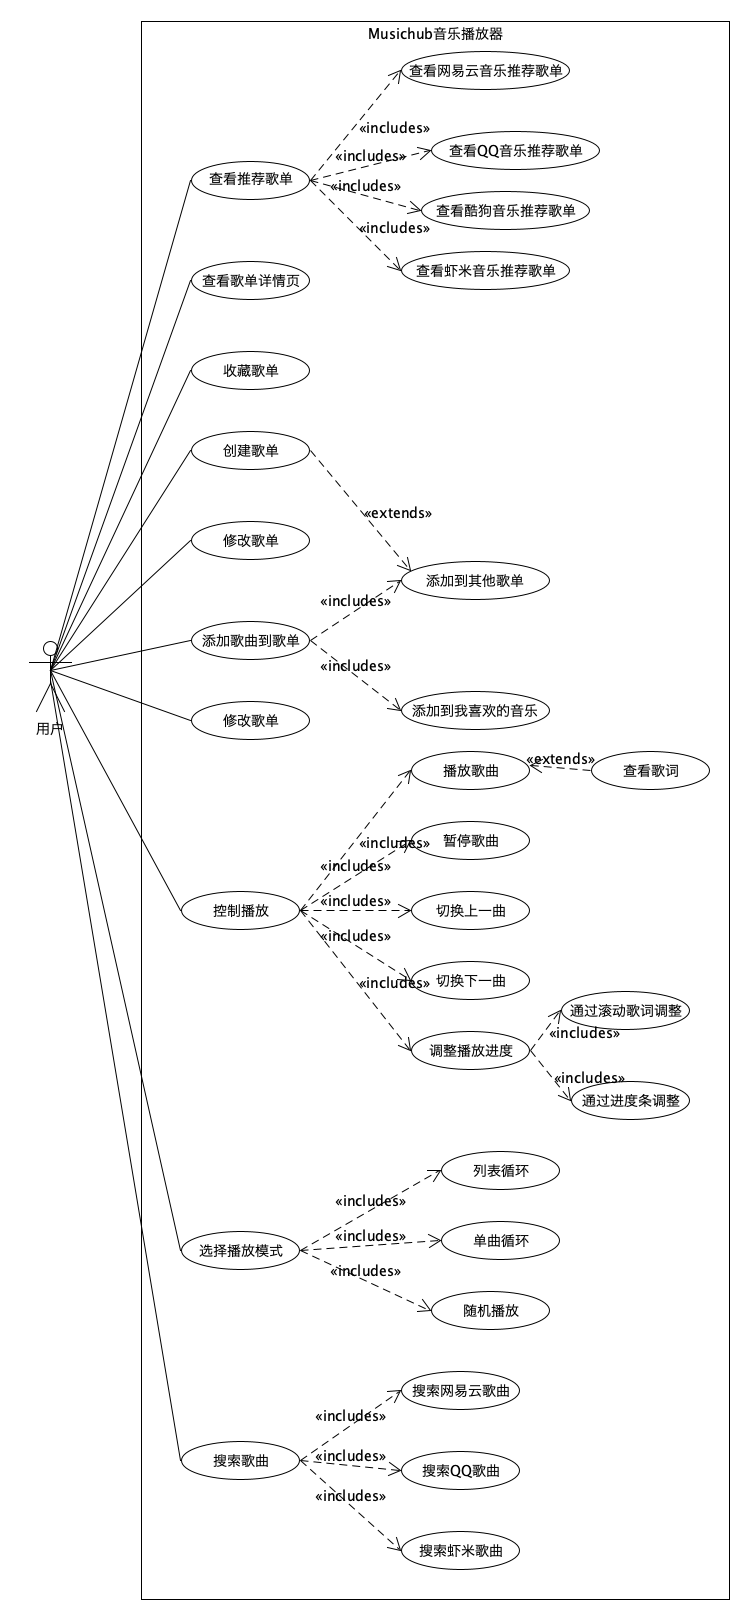 Musichub音乐播放器
查看网易云音乐推荐歌单
«includes»
查看QQ音乐推荐歌单
«includes»
查看推荐歌单
«includes»
查看酷狗音乐推荐歌单
«includes»
查看虾米音乐推荐歌单
查看歌单详情页
收藏歌单
创建歌单
«extends»
修改歌单
添加到其他歌单
«includes»
添加歌曲到歌单
«includes»
添加到我喜欢的音乐
修改歌单
用户
«extends»
播放歌曲
查看歌词
«includes»
暂停歌曲
«includes»
«includes»
控制播放
切换上一曲
«includes»
«includes»
切换下一曲
通过滚动歌词调整
«includes»
调整播放进度
«includes»
通过进度条调整
列表循环
«includes»
«includes»
单曲循环
选择播放模式
«includes»
随机播放
搜索网易云歌曲
«includes»
«includes»
搜索歌曲
搜索QQ歌曲
«includes»
搜索虾米歌曲